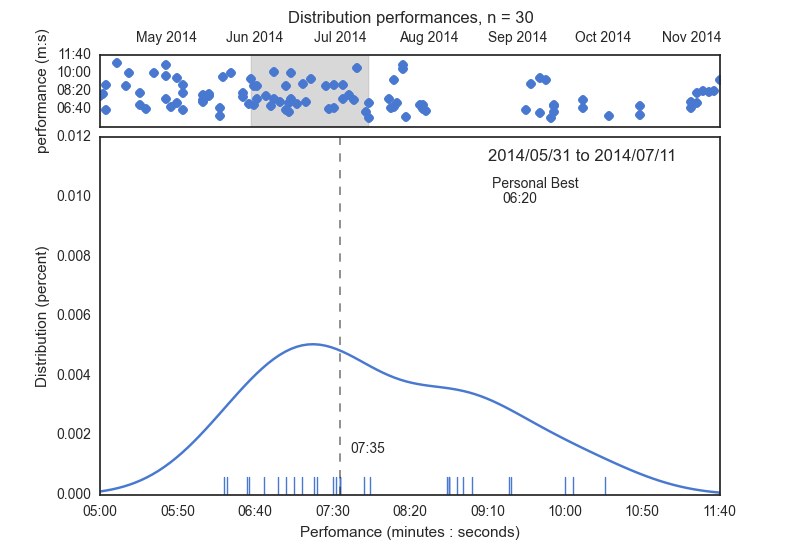 Distribution performances, n = 30
May 2014 Jun 2014 Jul 2014 Aug 2014 Sep 2014 Oct 2014 Nov 2014
performance (m:s)
11:40
10:00
08:20
06:40
Distribution (percent)
0.012
0.010
0.008
0.006
0.004
0.002
0.000
2014/05/31 to 2014/07/11
Personal Best
06:20
07:35
05:00 05:50 06:40 07:30 08:20 09:10 10:00 10:50 11:40
Perfomance (minutes : seconds)